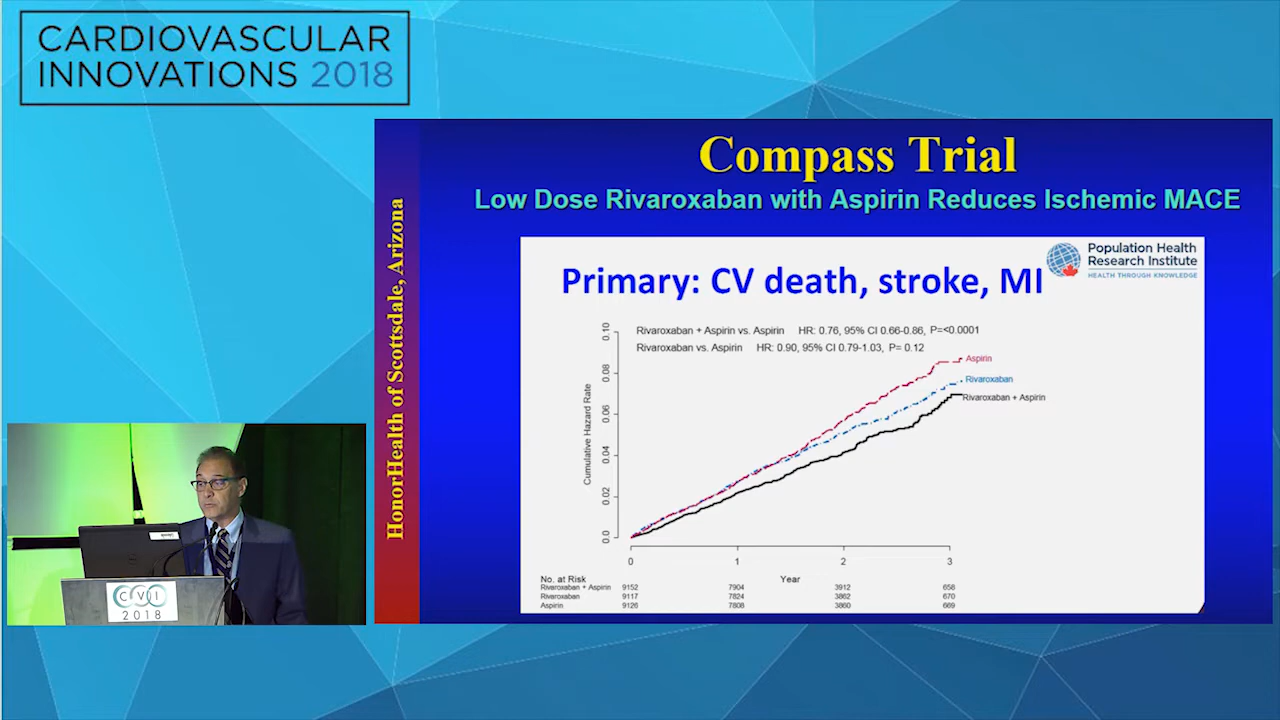 CARDIOVASCULAR
INNOVATIONS 2018
Compass Trial
Low Dose Rivaroxaban with Aspirin Reduces Ischemic MACE
HonorHealth of Scottsdale, Arizona
Population Health
Research Institute
HEALTH THROUGH KNOWLEDGE
Primary: CV death, stroke, MI
Rivaroxaban + Aspirin vs. Aspirin HR: 0.76, 95% CI 0.66-0.86, P=<0.0001
Rivaroxaban vs. Aspirin HR: 0.90, 95% CI 0.79-1.03, P= 0.12
Aspirin
Rivaroxaban
Rivaroxaban + Aspirin
Cumulative Hazard Rate
0.10
0.08
0.06
0.04
0.02
0.0
0 1 2 3
Year
No. at Risk
Rivaroxaban + Aspirin 9152 7904 3912 658
Rivaroxaban 9117 7824 3862 670
Aspirin 9126 7808 3860 669
CVI
2018